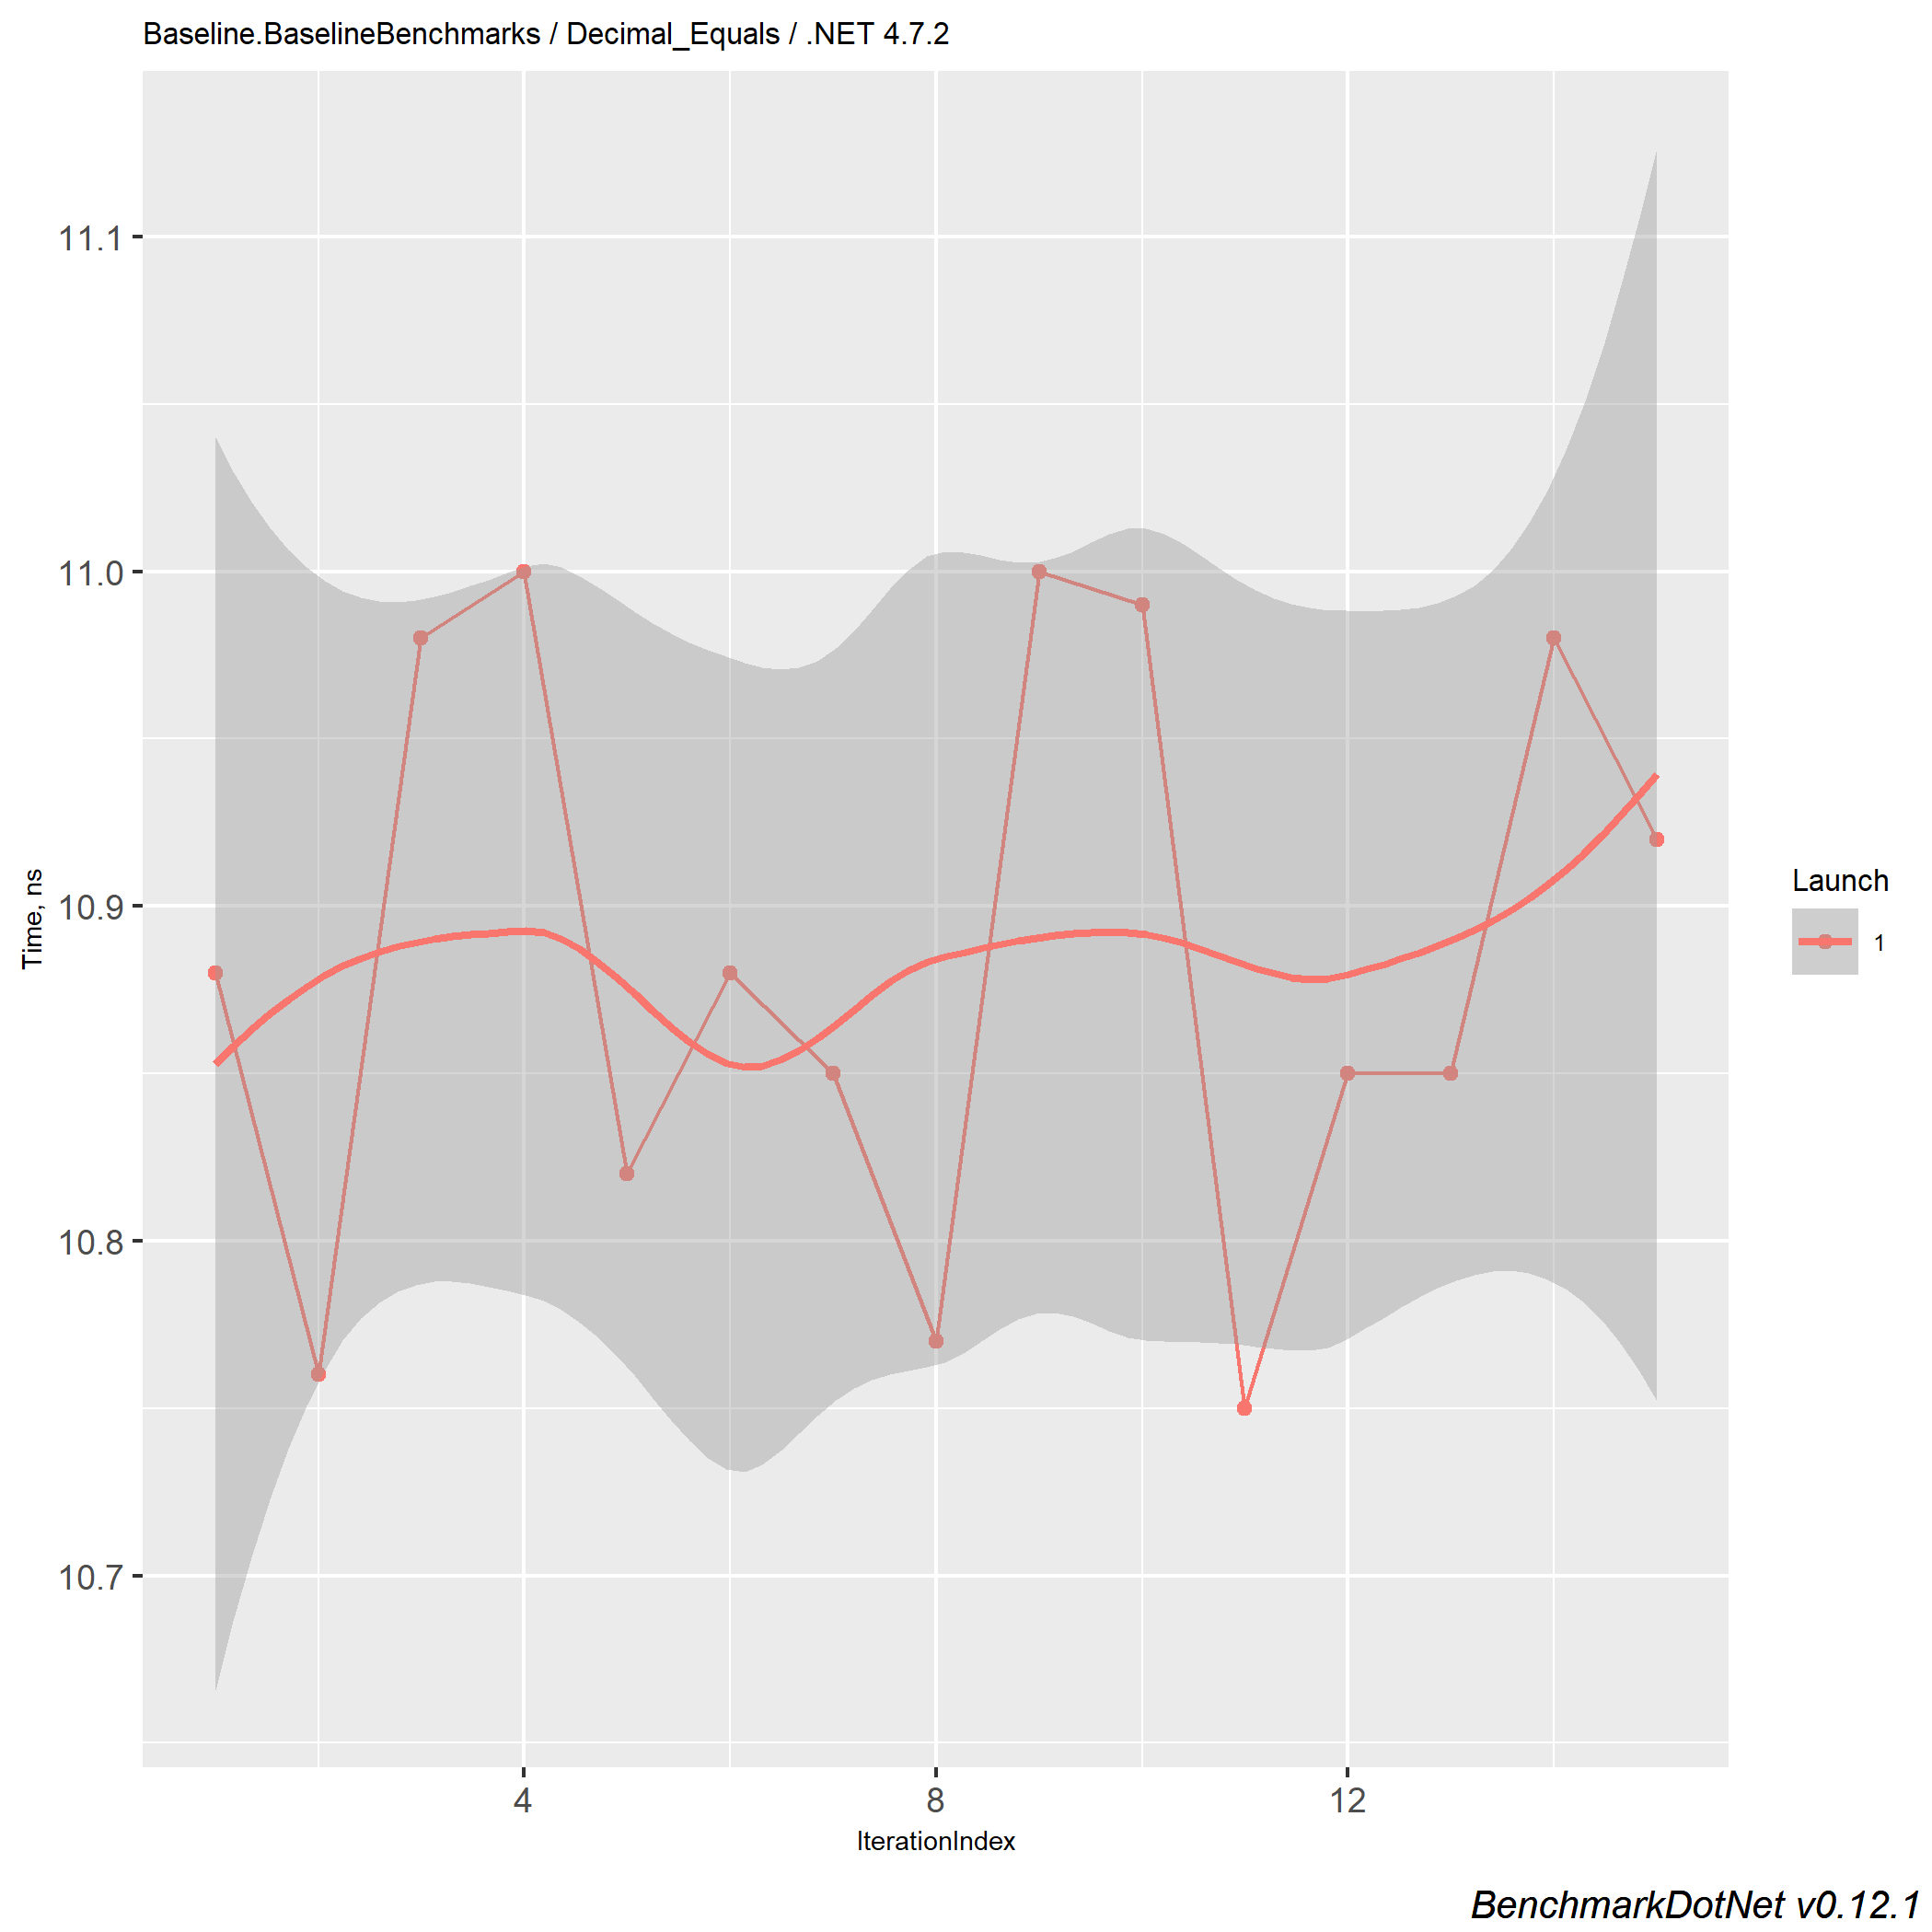 Baseline.BaselineBenchmarks / Decimal_Equals / .NET 4.7.2
Time, ns
11.1
11.0
10.9
10.8
10.7
4
8
12
IterationIndex
Launch
1
BenchmarkDotNet v0.12.1